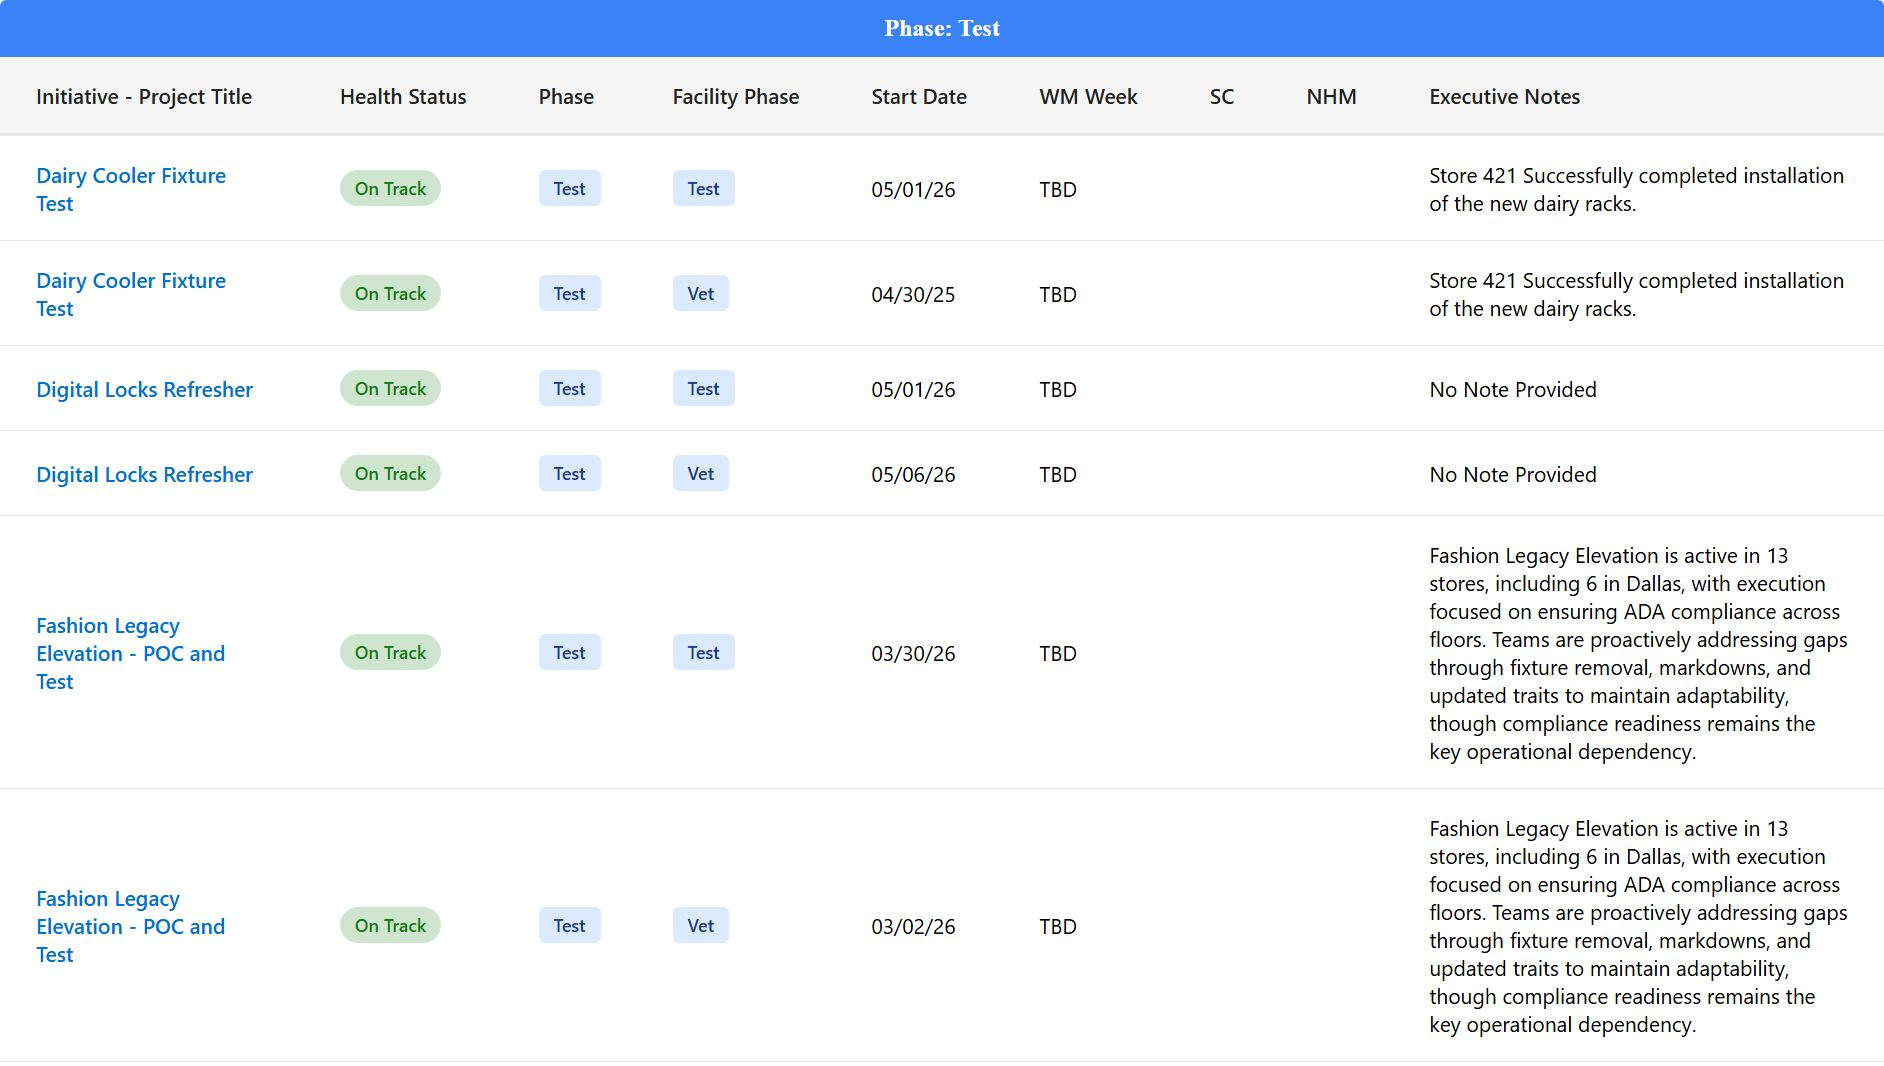 Phase: Test
Initiative - Project Title Health Status Phase Facility Phase Start Date WM Week SC NHM Executive Notes
Dairy Cooler Fixture
Test
On Track Test Test 05/01/26 TBD
Store 421 Successfully completed installation
of the new dairy racks.
Dairy Cooler Fixture
Test
On Track Test Vet 04/30/25 TBD
Store 421 Successfully completed installation
of the new dairy racks.
Digital Locks Refresher On Track Test Test 05/01/26 TBD No Note Provided
Digital Locks Refresher On Track Test Vet 05/06/26 TBD No Note Provided
Fashion Legacy
Elevation - POC and
Test
On Track Test Test 03/30/26 TBD
Fashion Legacy Elevation is active in 13
stores, including 6 in Dallas, with execution
focused on ensuring ADA compliance across
floors. Teams are proactively addressing gaps
through fixture removal, markdowns, and
updated traits to maintain adaptability,
though compliance readiness remains the
key operational dependency.
Fashion Legacy
Elevation - POC and
Test
On Track Test Vet 03/02/26 TBD
Fashion Legacy Elevation is active in 13
stores, including 6 in Dallas, with execution
focused on ensuring ADA compliance across
floors. Teams are proactively addressing gaps
through fixture removal, markdowns, and
updated traits to maintain adaptability,
though compliance readiness remains the
key operational dependency.